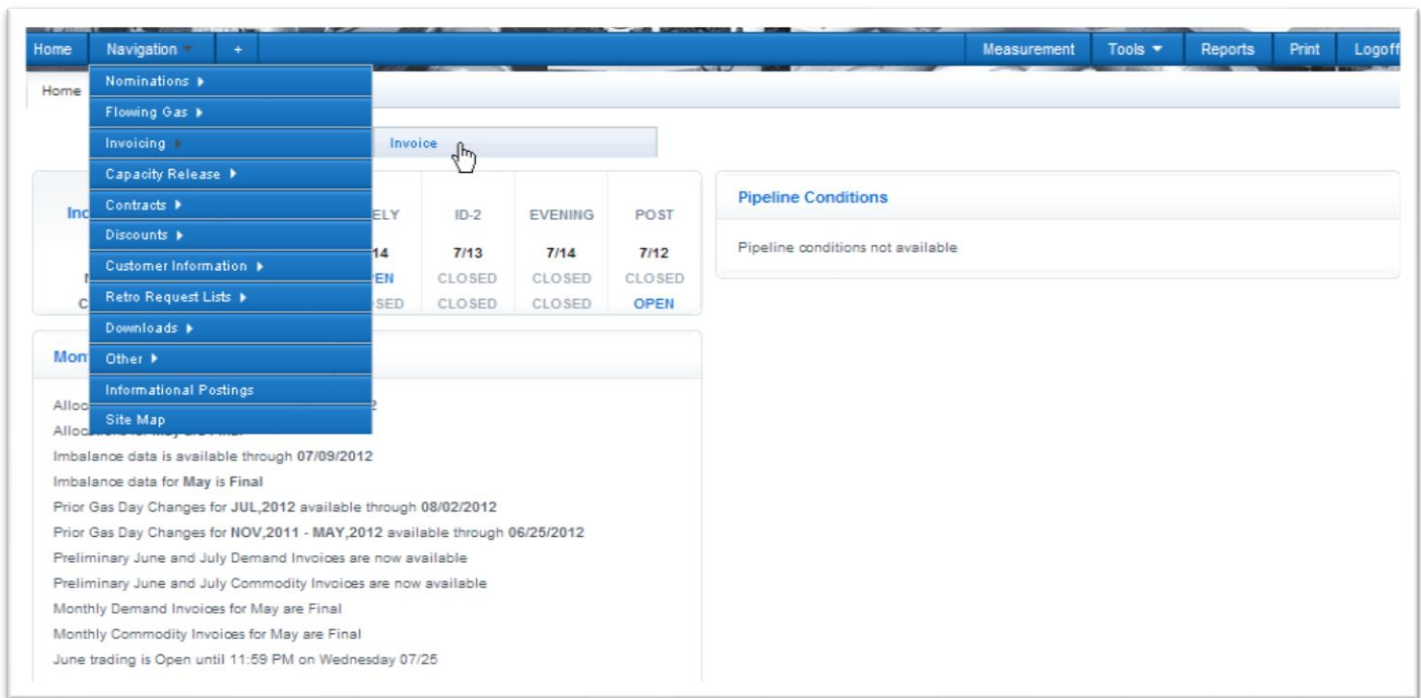 Home Navigation + Measurement Tools Reports Print Logoff
Nominations
Home
Flowing Gas
Invoicing Invoice
Capacity Release
Pipeline Conditions
Contracts ELY ID-2 EVENING POST
Discounts
Pipeline conditions not available
14 7/13 7/14 7/12
Customer Information
EN CLOSED CLOSED CLOSED
Retro Request Lists
SED CLOSED CLOSED OPEN
Downloads
Mon
Other
Informational Postings
Alloc
Site Map
Imbalance data is available through 07/09/2012
Imbalance data for May is Final
Prior Gas Day Changes for JUL,2012 available through 08/02/2012
Prior Gas Day Changes for NOV,2011 - MAY,2012 available through 06/25/2012
Preliminary June and July Demand Invoices are now available
Preliminary June and July Commodity Invoices are now available
Monthly Demand Invoices for May are Final
Monthly Commodity Invoices for May are Final
June trading is Open until 11:59 PM on Wednesday 07/25